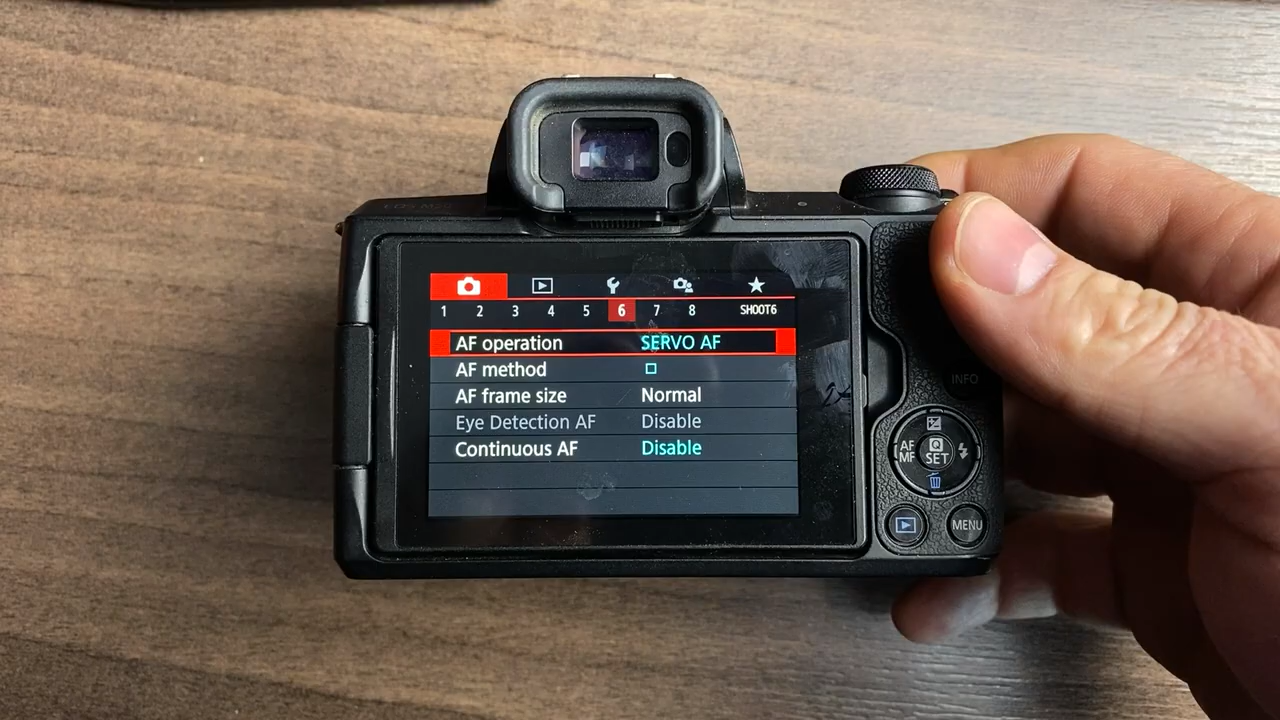 1 2 3 4 5 6 7 8 SHOOT6
AF operation SERVO AF
AF method
AF frame size Normal
Eye Detection AF Disable
Continuous AF Disable
INFO
AF
MF
Q
SET
MENU